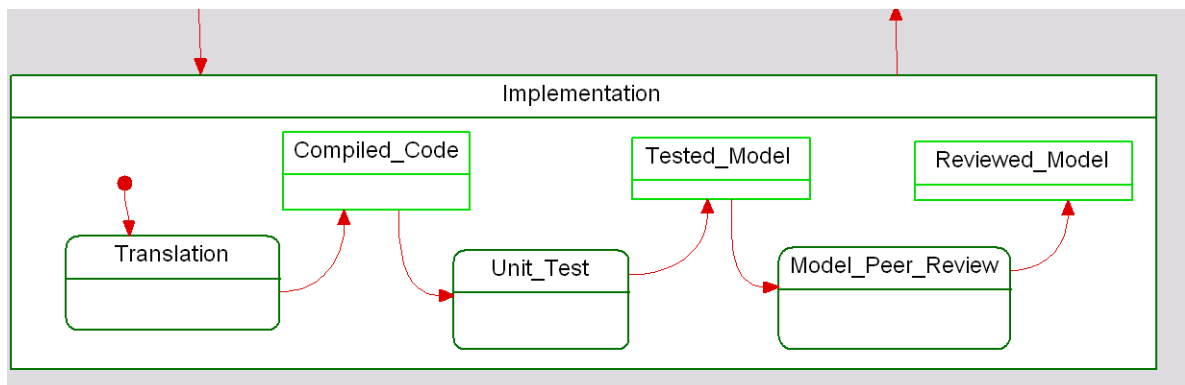 Implementation
Compiled_Code
Tested_Model
Reviewed_Model
Translation
Unit_Test
Model_Peer_Review